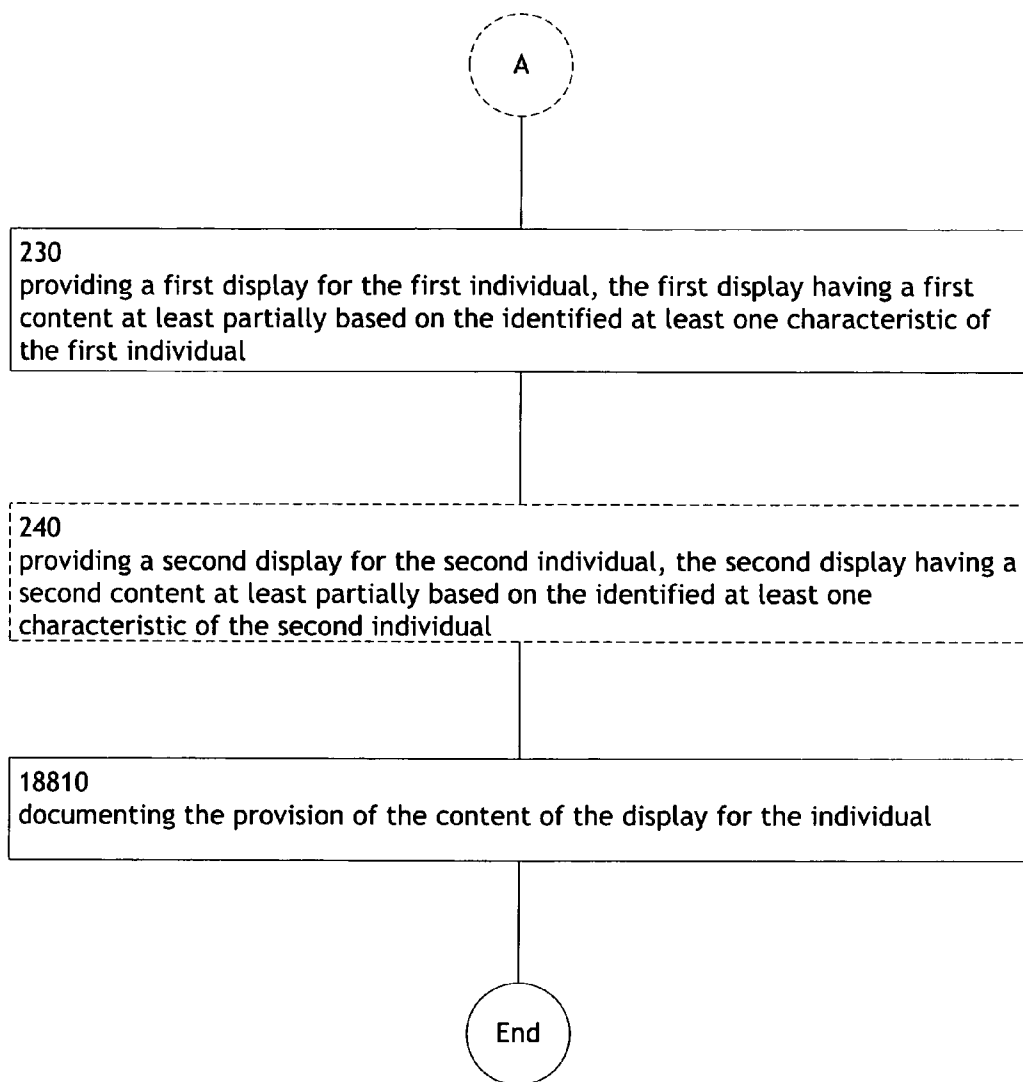 A
230
providing a first display for the first individual, the first display having a first
content at least partially based on the identified at least one characteristic of
the first individual
240
providing a second display for the second individual, the second display having a
second content at least partially based on the identified at least one
characteristic of the second individual
18810
documenting the provision of the content of the display for the individual
End